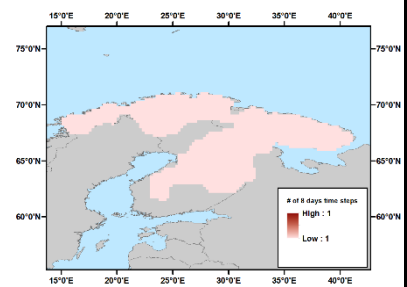 15°0'E 20°0'E 25°0'E 30°0'E 35°0'E 40°0'E
75°0'N 75°0'N
70°0'N 70°0'N
65°0'N 65°0'N
60°0'N 60°0'N
# of 8 days time steps
High : 1
Low : 1
15°0'E 20°0'E 25°0'E 30°0'E 35°0'E 40°0'E